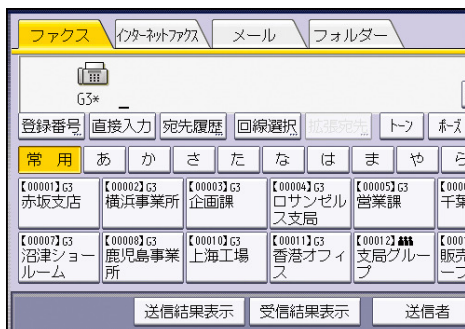 ファクス インターネットファクス メール フォルダー
G3* _
登録番号 直接入力 宛先履歴 回線選択 拡張宛先 トーン ポーズ
常用 あ か さ た な は ま や ら
【00001】G3 【00002】G3 【00003】G3 【00004】G3 【00005】G3
赤坂支店 横浜事業所 企画課 ロサンゼル 営業課 千葉
ス支局
【00007】G3 【00008】G3 【00010】G3 【00011】G3 【00012】
沼津ショー 鹿児島事業 上海工場 香港オフィ 支局グルー 販売
ルーム 所 ス プ ープ
送信結果表示 受信結果表示 送信者